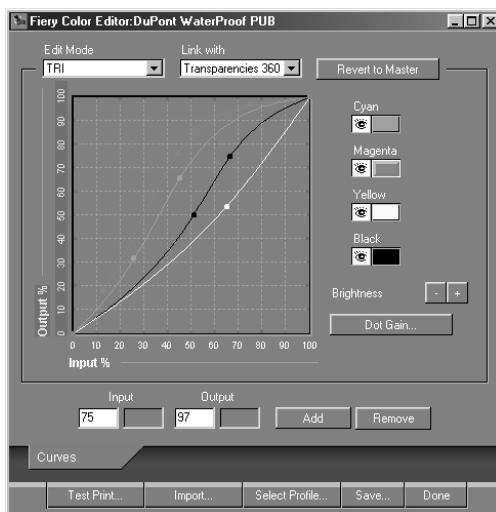 Fiery Color Editor:DuPont WaterProof PUB
Edit Mode
Link with
TRI
Transparencies 360
Revert to Master
100
90
80
70
60
50
40
30
20
10
0
Output %
0 10 20 30 40 50 60 70 80 90 100
Input %
Cyan
Magenta
Yellow
Black
Brightness
- +
Dot Gain...
Input
Output
75
97
Add
Remove
Curves
Test Print...
Import...
Select Profile...
Save...
Done